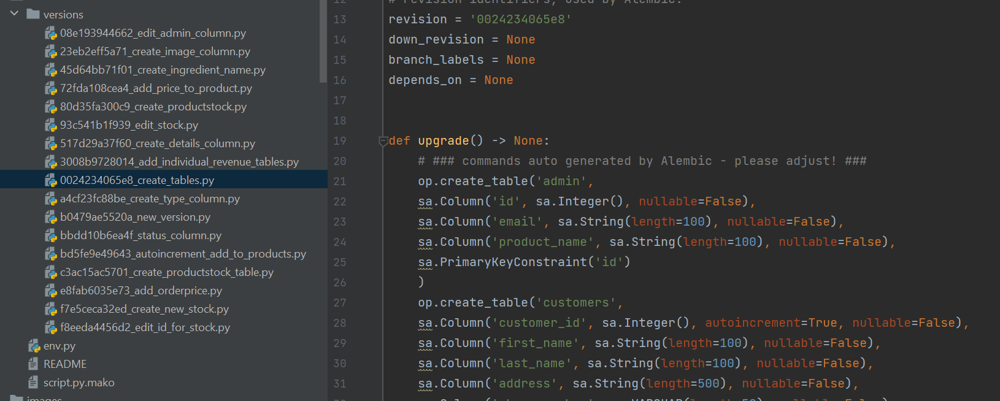 versions
08e193944662_edit_admin_column.py
23eb2eff5a71_create_image_column.py
45d64bb71f01_create_ingredient_name.py
72fda108cea4_add_price_to_product.py
80d35fa300c9_create_productstock.py
93c541b1f939_edit_stock.py
517d29a37f60_create_details_column.py
3008b9728014_add_individual_revenue_tables.py
0024234065e8_create_tables.py
a4cf23fc88be_create_type_column.py
b0479ae5520a_new_version.py
bbdd10b6ea4f_status_column.py
bd5fe9e49643_autoincrement_add_to_products.py
c3ac15ac5701_create_productstock_table.py
e8fab6035e73_add_orderprice.py
f7e5ceca32ed_create_new_stock.py
f8eeda4456d2_edit_id_for_stock.py
env.py
README
script.py.mako
images
12 # revision identifiers, used by Alembic.
13 revision = '0024234065e8'
14 down_revision = None
15 branch_labels = None
16 depends_on = None
17
18
19 def upgrade() -> None:
20 # ### commands auto generated by Alembic - please adjust! ###
21 op.create_table('admin',
22 sa.Column('id', sa.Integer(), nullable=False),
23 sa.Column('email', sa.String(length=100), nullable=False),
24 sa.Column('product_name', sa.String(length=100), nullable=False),
25 sa.PrimaryKeyConstraint('id')
26 )
27 op.create_table('customers',
28 sa.Column('customer_id', sa.Integer(), autoincrement=True, nullable=False),
29 sa.Column('first_name', sa.String(length=100), nullable=False),
30 sa.Column('last_name', sa.String(length=100), nullable=False),
31 sa.Column('address', sa.String(length=500), nullable=False),